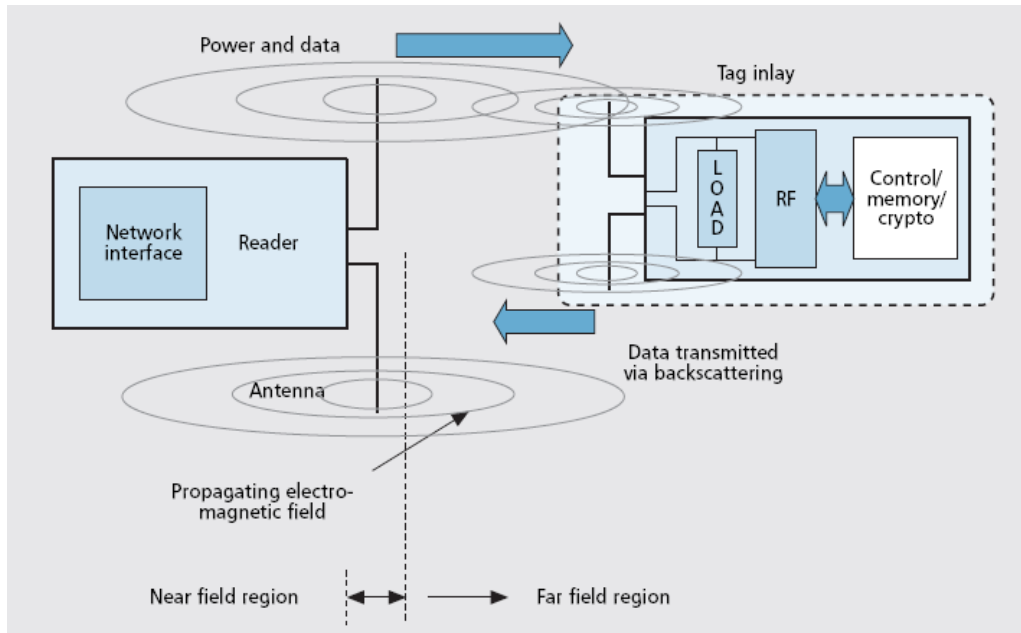 Power and data
Tag inlay
Network
interface
Reader
L
O
A
D
RF
Control/
memory/
crypto
Data transmitted
via backscattering
Antenna
Propagating electro-
magnetic field
Near field region
Far field region